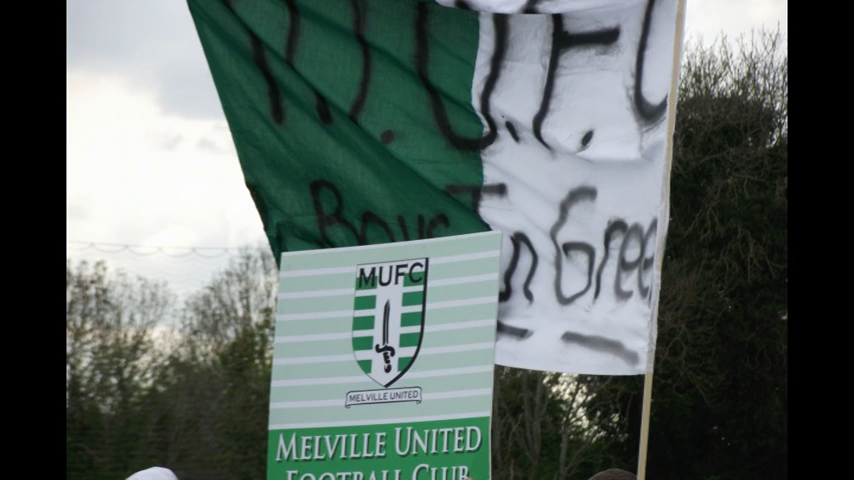 M.U.F.C
Boys In Green
MUFC
MELVILLE UNITED
MELVILLE UNITED
FOOTBALL CLUB